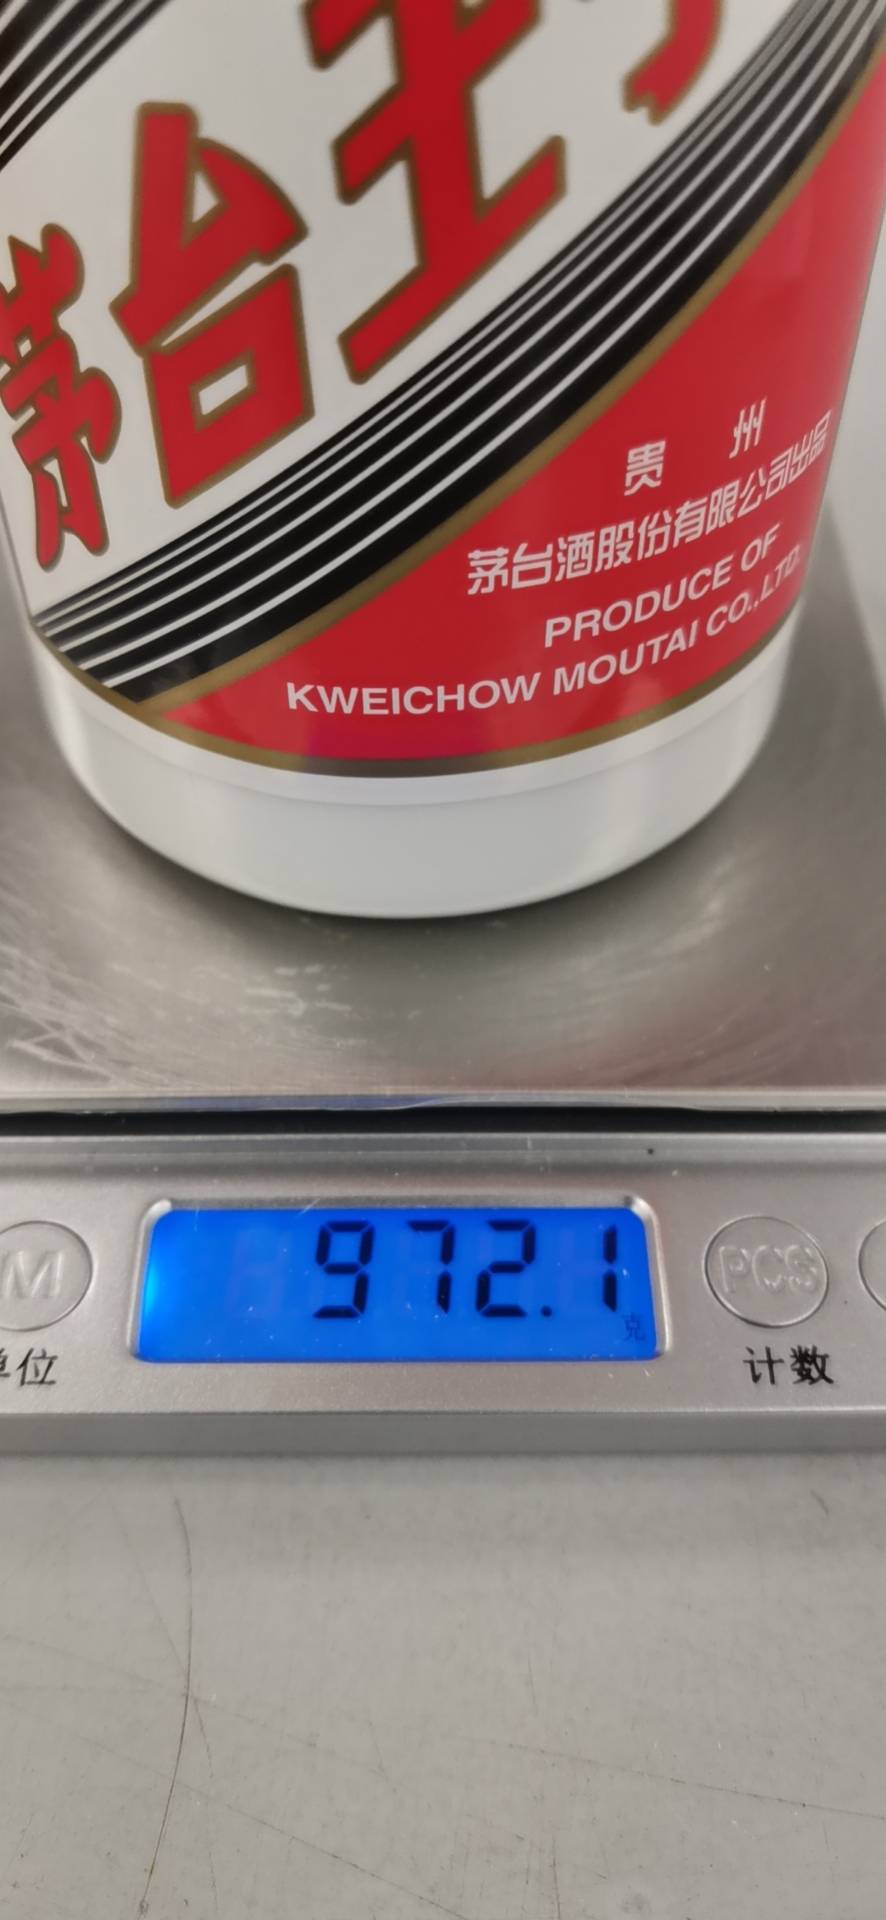 茅台王
贵 州
茅台酒股份有限公司出品
PRODUCE OF
KWEICHOW MOUTAI CO.,LTD.
972.1
克
M
PCS
单位
计数